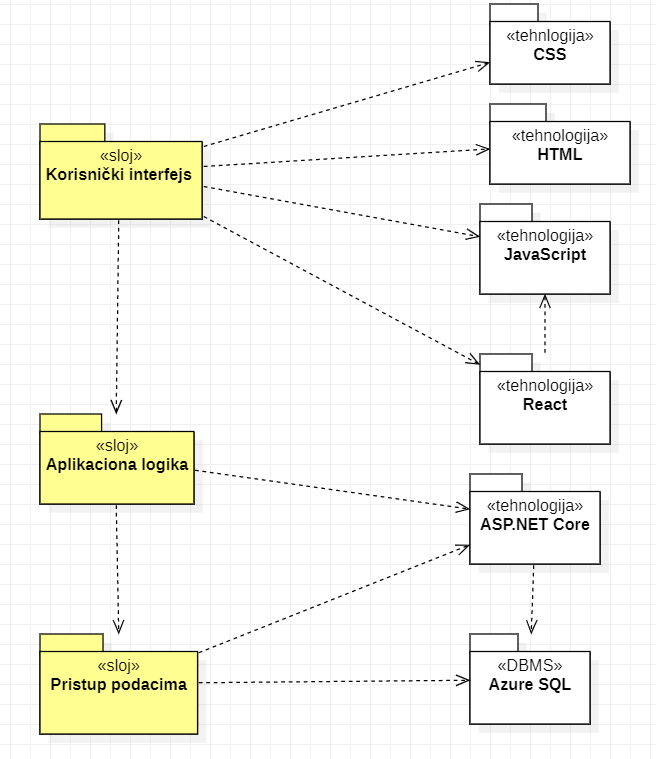 «tehnlogija»
CSS
«tehnologija»
HTML
«sloj»
Korisnički interfejs
«tehnologija»
JavaScript
«tehnologija»
React
«sloj»
Aplikaciona logika
«tehnologija»
ASP.NET Core
«sloj»
Pristup podacima
«DBMS»
Azure SQL